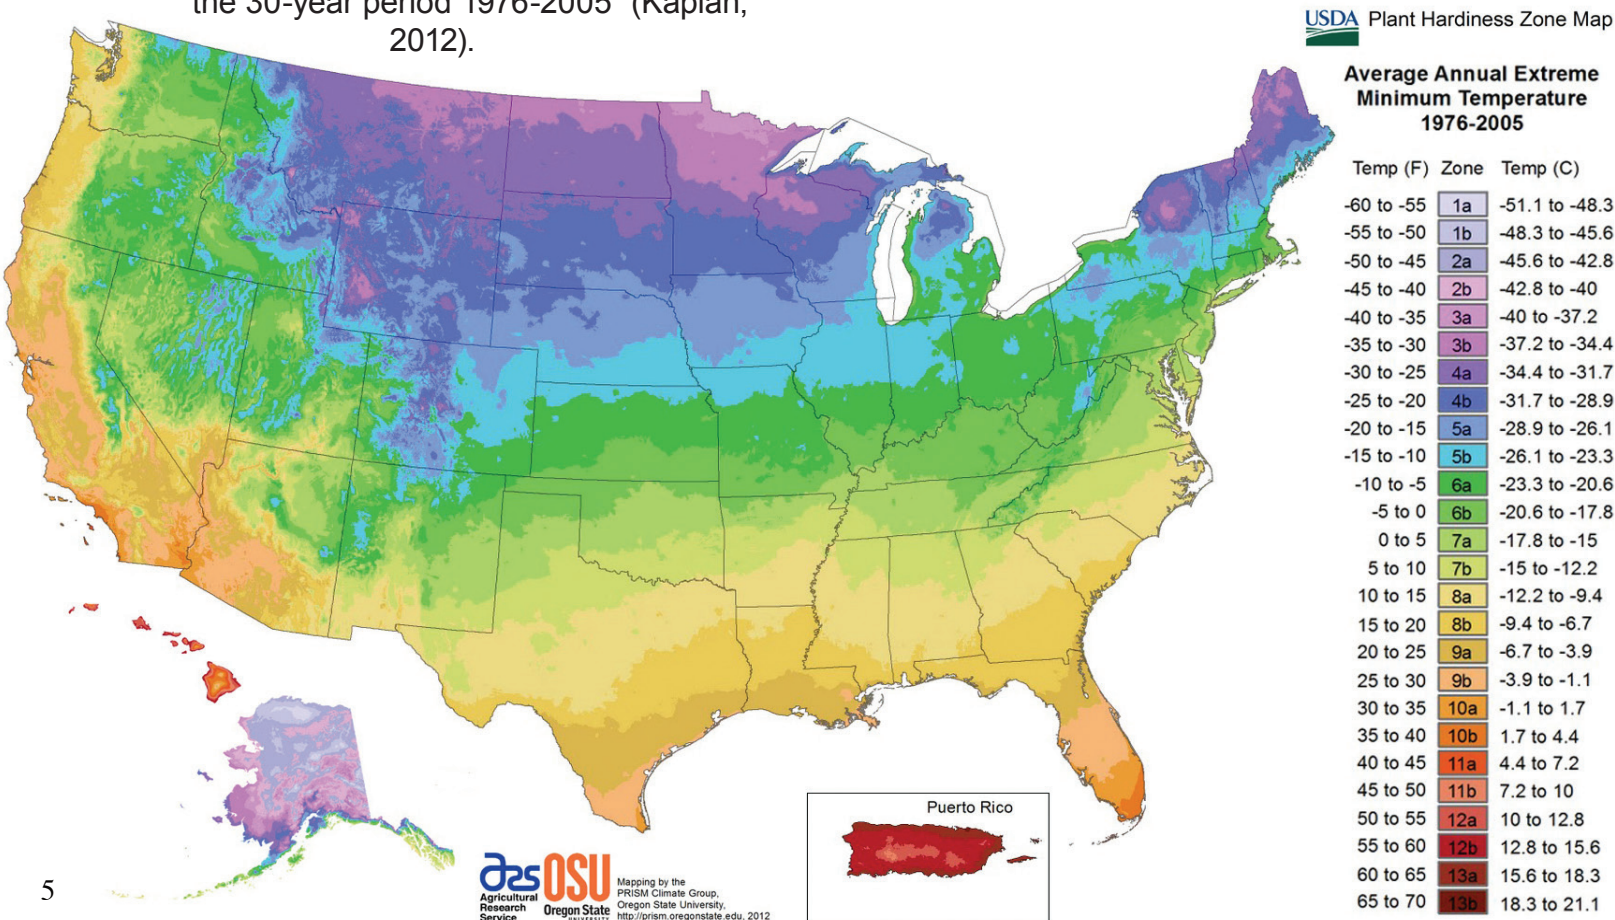 the 30-year period 1976-2005 (Kaplan,
2012).
USDA Plant Hardiness Zone Map
Average Annual Extreme
Minimum Temperature
1976-2005
Temp (F) Zone Temp (C)
-60 to -55 1a -51.1 to -48.3
-55 to -50 1b -48.3 to -45.6
-50 to -45 2a -45.6 to -42.8
-45 to -40 2b -42.8 to -40
-40 to -35 3a -40 to -37.2
-35 to -30 3b -37.2 to -34.4
-30 to -25 4a -34.4 to -31.7
-25 to -20 4b -31.7 to -28.9
-20 to -15 5a -28.9 to -26.1
-15 to -10 5b -26.1 to -23.3
-10 to -5 6a -23.3 to -20.6
-5 to 0 6b -20.6 to -17.8
0 to 5 7a -17.8 to -15
5 to 10 7b -15 to -12.2
10 to 15 8a -12.2 to -9.4
15 to 20 8b -9.4 to -6.7
20 to 25 9a -6.7 to -3.9
25 to 30 9b -3.9 to -1.1
30 to 35 10a -1.1 to 1.7
35 to 40 10b 1.7 to 4.4
40 to 45 11a 4.4 to 7.2
45 to 50 11b 7.2 to 10
50 to 55 12a 10 to 12.8
55 to 60 12b 12.8 to 15.6
60 to 65 13a 15.6 to 18.3
65 to 70 13b 18.3 to 21.1
Puerto Rico
ars
Agricultural
Research
Service
OSU
Oregon State
UNIVERSITY
Mapping by the
PRISM Climate Group,
Oregon State University,
http://prism.oregonstate.edu, 2012
5